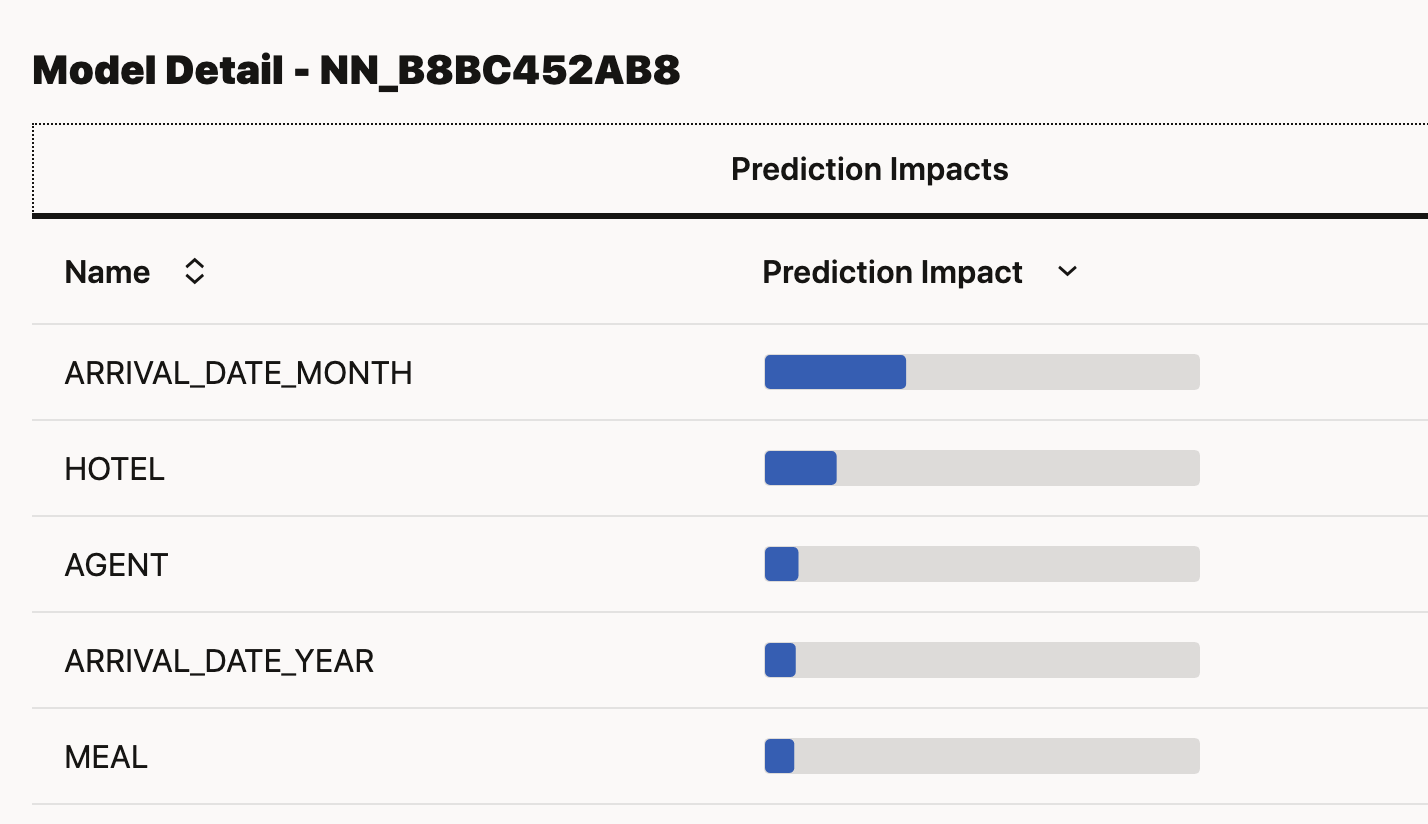 Model Detail - NN_B8BC452AB8
Prediction Impacts
Name Prediction Impact
ARRIVAL_DATE_MONTH
HOTEL
AGENT
ARRIVAL_DATE_YEAR
MEAL